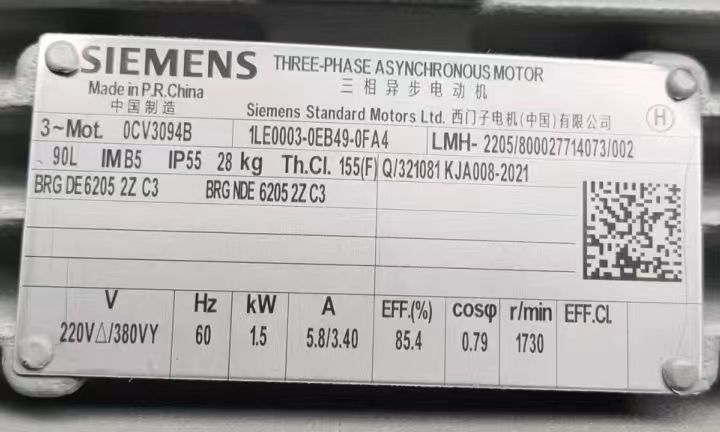 SIEMENS THREE-PHASE ASYNCHRONOUS MOTOR
Made in P.R.China 三相异步电动机
中国制造 Siemens Standard Motors Ltd. 西门子电机(中国)有限公司 H
3~Mot. 0CV3094B 1LE0003-0EB49-0FA4 LMH- 2205/800027714073/002
90L IMB5 IP55 28 kg Th.Cl. 155(F) Q/321081 KJA008-2021
BRG DE 6205 2Z C3 BRG NDE 6205 2Z C3
V Hz kW A EFF.(%) cosφ r/min EFF.Cl.
220V△/380VY 60 1.5 5.8/3.40 85.4 0.79 1730